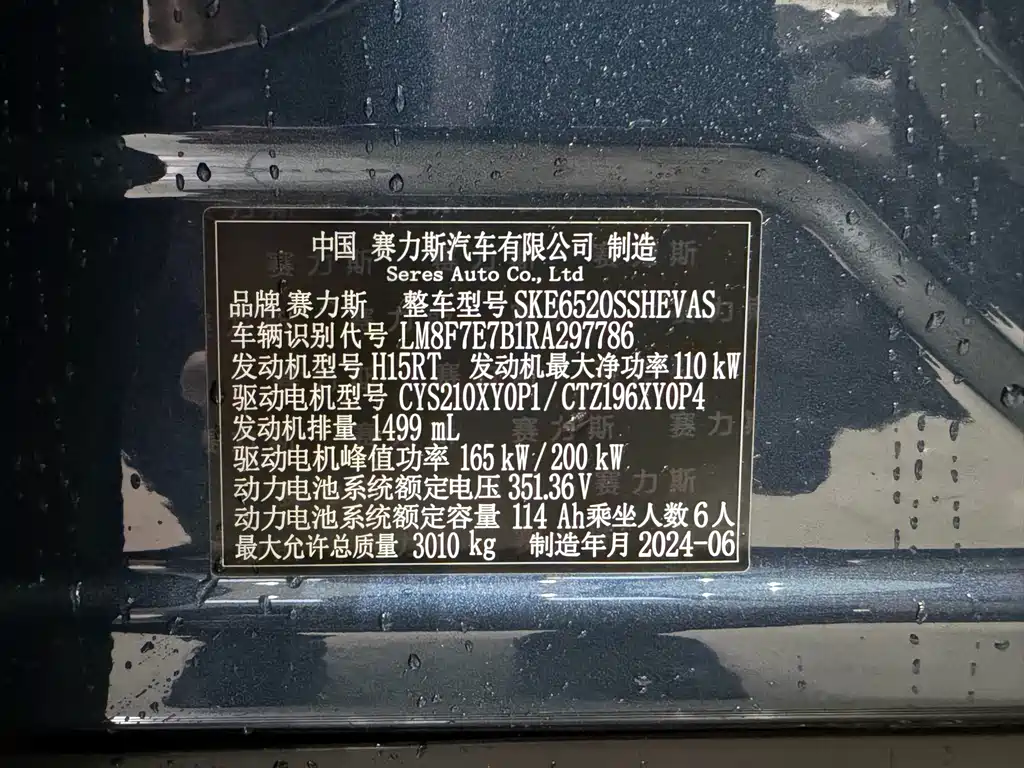 中国 赛力斯汽车有限公司 制造
Seres Auto Co., Ltd
品牌 赛力斯 整车型号 SKE6520SSHEVAS
车辆识别代号 LM8F7E7B1RA297786
发动机型号 H15RT 发动机最大净功率 110 kW
驱动电机型号 CYS210XY0P1/CTZ196XY0P4
发动机排量 1499 mL
驱动电机峰值功率 165 kW/200 kW
动力电池系统额定电压 351.36 V
动力电池系统额定容量 114 Ah 乘坐人数 6 人
最大允许总质量 3010 kg 制造年月 2024-06